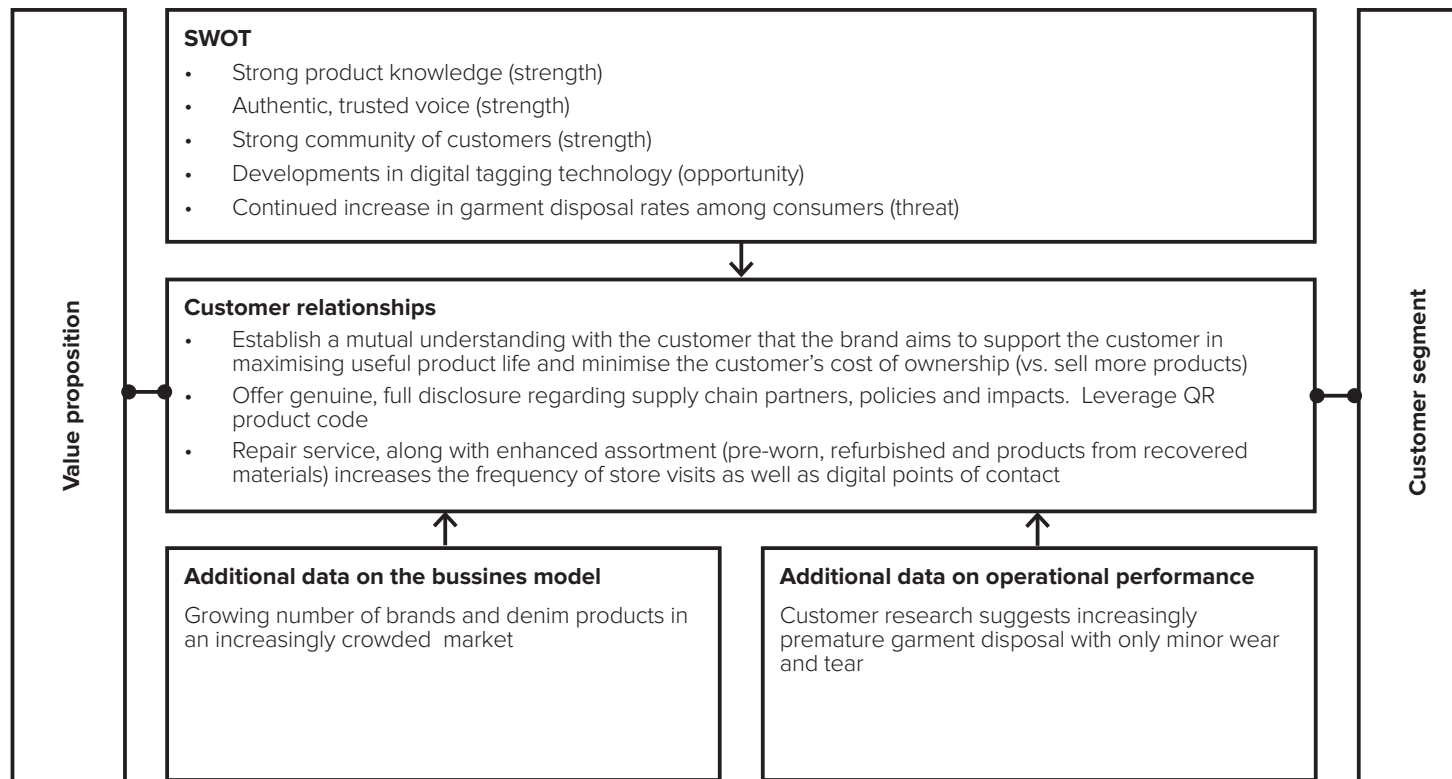 Value proposition
SWOT
• Strong product knowledge (strength)
• Authentic, trusted voice (strength)
• Strong community of customers (strength)
• Developments in digital tagging technology (opportunity)
• Continued increase in garment disposal rates among consumers (threat)
Customer relationships
• Establish a mutual understanding with the customer that the brand aims to support the customer in
maximising useful product life and minimise the customer's cost of ownership (vs. sell more products)
• Offer genuine, full disclosure regarding supply chain partners, policies and impacts. Leverage QR
product code
• Repair service, along with enhanced assortment (pre-worn, refurbished and products from recovered
materials) increases the frequency of store visits as well as digital points of contact
Additional data on the bussines model
Growing number of brands and denim products in
an increasingly crowded market
Additional data on operational performance
Customer research suggests increasingly
premature garment disposal with only minor wear
and tear
Customer segment